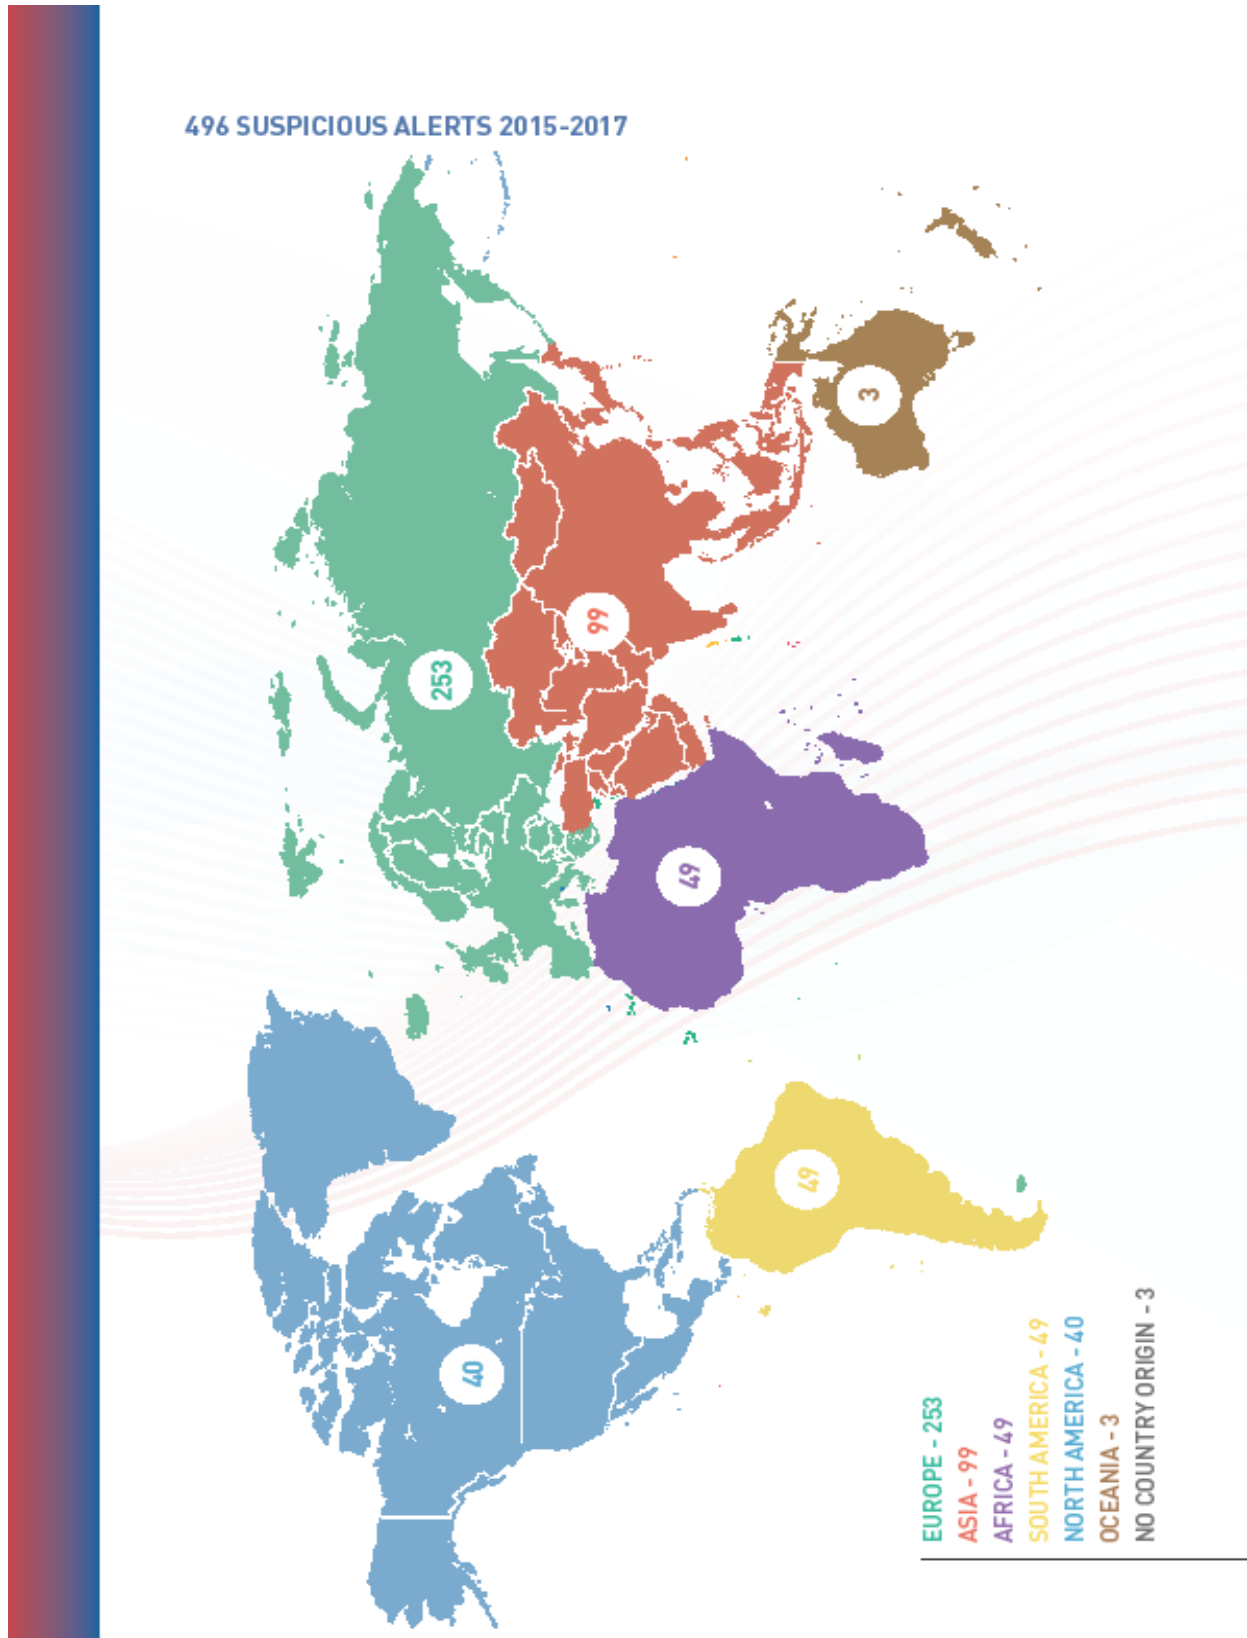 496 SUSPICIOUS ALERTS 2015-2017
253
99
3
49
40
49
EUROPE - 253
ASIA - 99
AFRICA - 49
SOUTH AMERICA - 49
NORTH AMERICA - 40
OCEANIA - 3
NO COUNTRY ORIGIN - 3